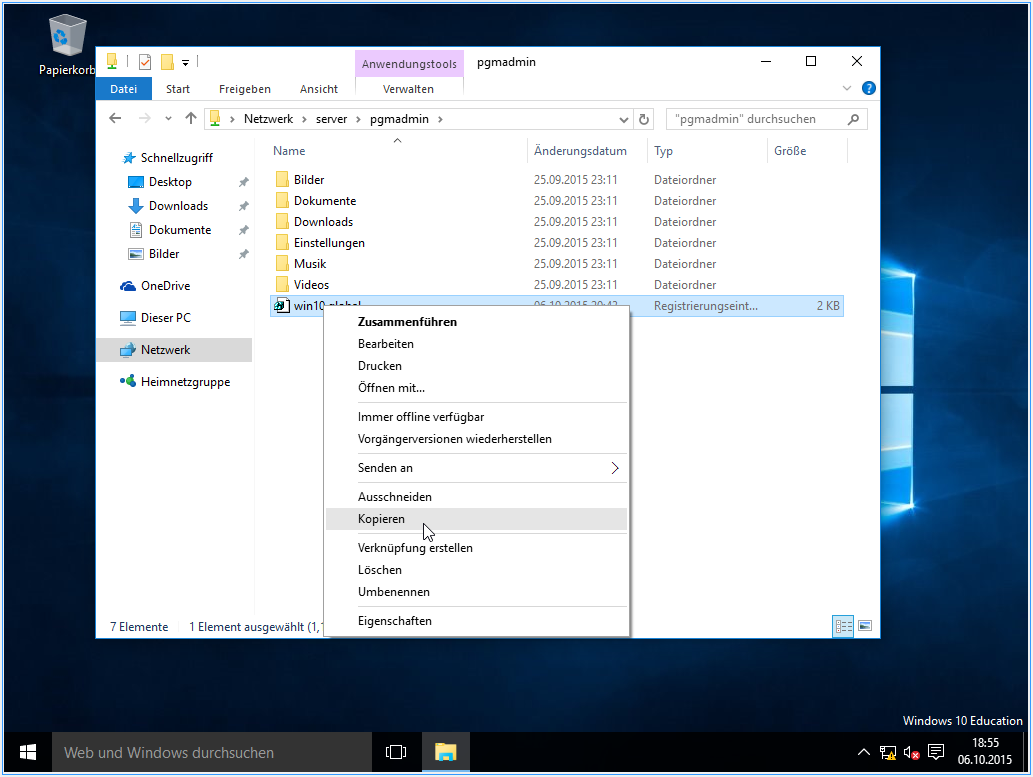 Papierkorb
Anwendungstools
pgmadmin
Datei
Start
Freigeben
Ansicht
Verwalten
Netzwerk
server
pgmadmin
"pgmadmin" durchsuchen
Name
Änderungsdatum
Typ
Größe
Schnellzugriff
Desktop
Downloads
Dokumente
Bilder
OneDrive
Dieser PC
Netzwerk
Heimnetzgruppe
Bilder 25.09.2015 23:11 Dateiordner
Dokumente 25.09.2015 23:11 Dateiordner
Downloads 25.09.2015 23:11 Dateiordner
Einstellungen 25.09.2015 23:11 Dateiordner
Musik 25.09.2015 23:11 Dateiordner
Videos 25.09.2015 23:11 Dateiordner
win10 06.10.2015 Registrierungseint... 2 KB
Zusammenführen
Bearbeiten
Drucken
Öffnen mit...
Immer offline verfügbar
Vorgängerversionen wiederherstellen
Senden an
Ausschneiden
Kopieren
Verknüpfung erstellen
Löschen
Umbenennen
Eigenschaften
7 Elemente
1 Element ausgewählt (1,
Windows 10 Education
Web und Windows durchsuchen
18:55
06.10.2015